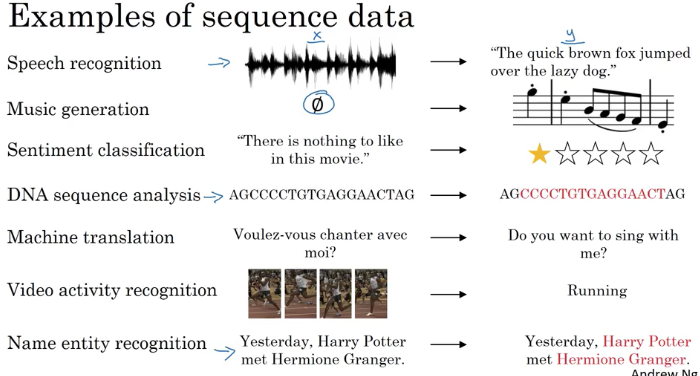 Examples of sequence data
x
y
Speech recognition
“The quick brown fox jumped
over the lazy dog.”
Music generation
∅
Sentiment classification
“There is nothing to like
in this movie.”
DNA sequence analysis
AGCCCCTGTGAGGAACTAG
AGCCCCTGTGAGGAACTAG
Machine translation
Voulez-vous chanter avec
moi?
Do you want to sing with
me?
Video activity recognition
Running
Name entity recognition
Yesterday, Harry Potter
met Hermione Granger.
Yesterday, Harry Potter
met Hermione Granger.
Andrew Ng